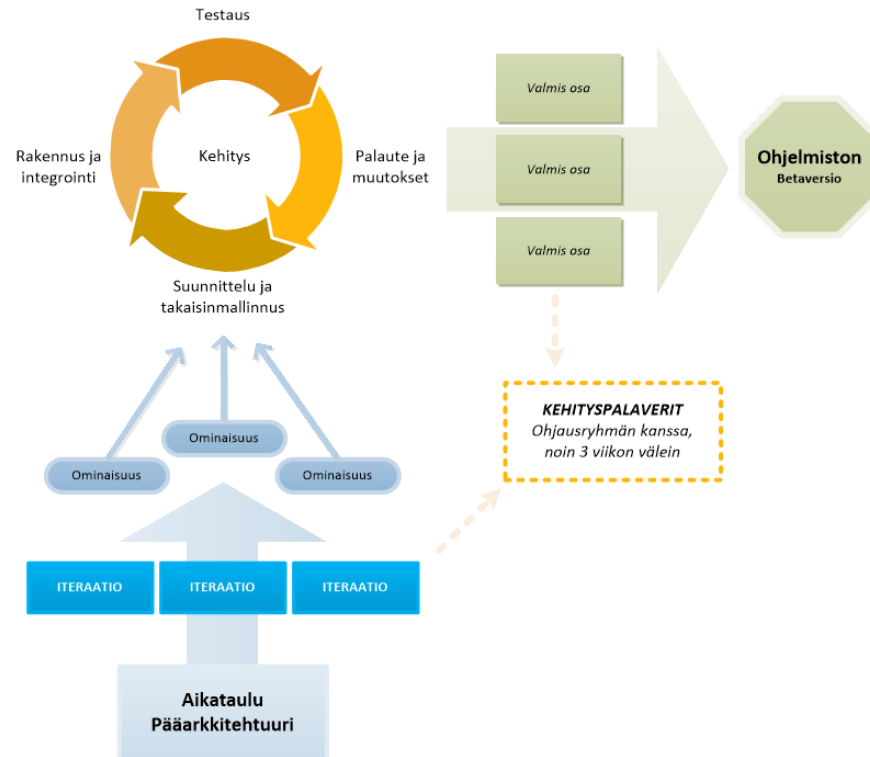 Testaus
Rakennus ja
integrointi
Kehitys
Palaute ja
muutokset
Suunnittelu ja
takaisinmallinnus
Valmis osa
Valmis osa
Valmis osa
Ohjelmiston
Betaversio
Ominaisuus
Ominaisuus
Ominaisuus
KEHITYSPALAVERIT
Ohjausryhmän kanssa,
noin 3 viikon välein
ITERAATIO
ITERAATIO
ITERAATIO
Aikataulu
Pääarkkitehtuuri